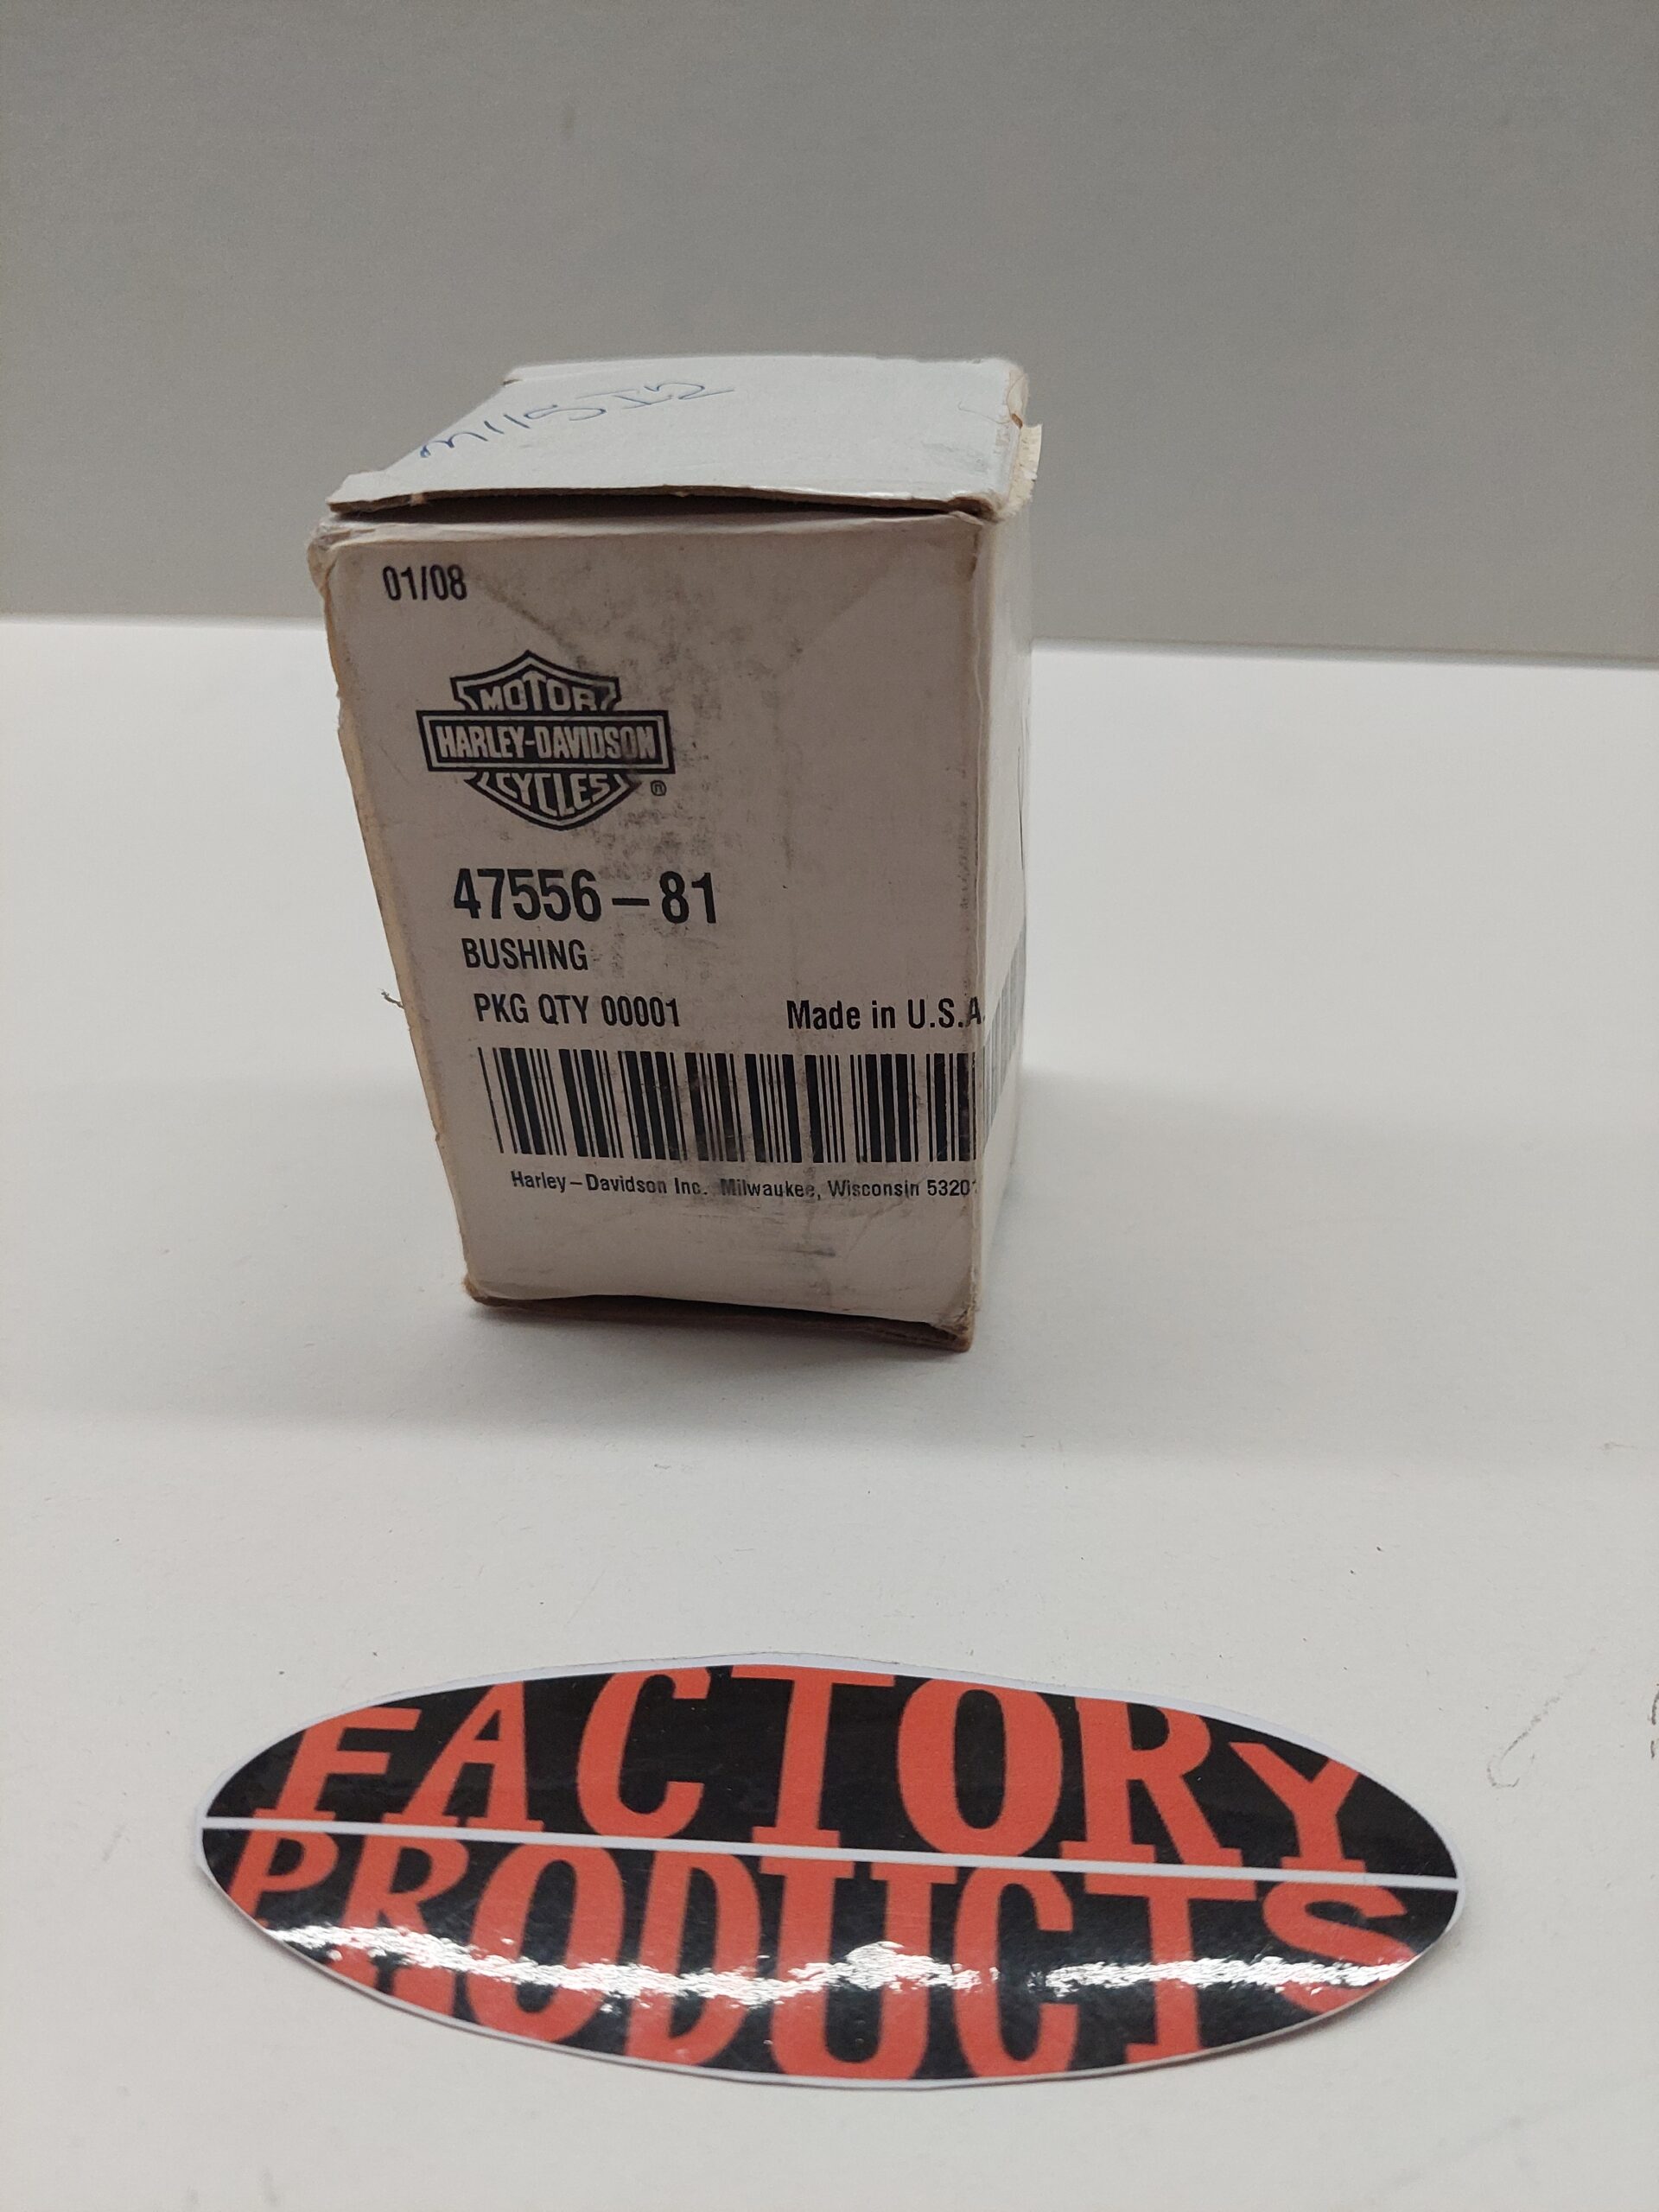 01/08
MOTOR
HARLEY-DAVIDSON
CYCLES ®
47556-81
BUSHING
PKG QTY 00001
Made in U.S.A.
Harley-Davidson Inc. Milwaukee, Wisconsin 5320
FACTORY
PRODUCTS